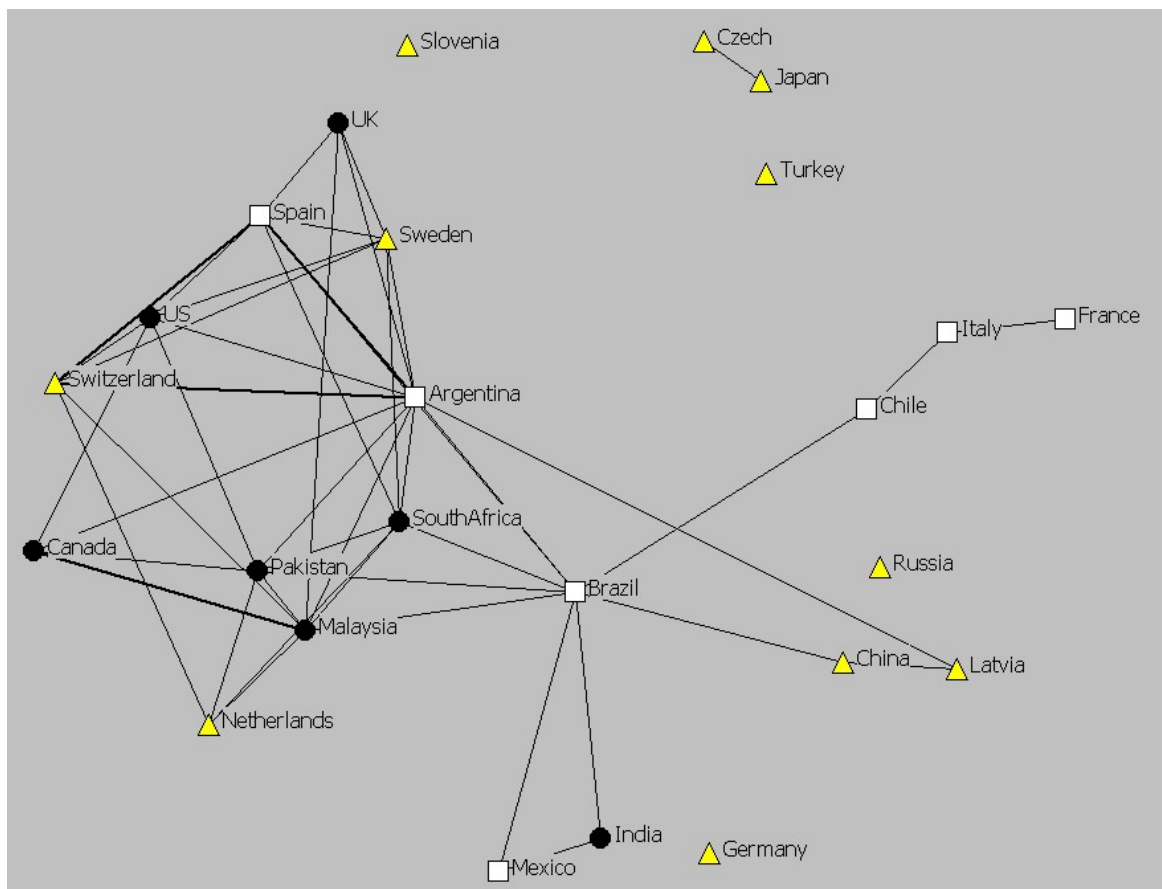 Slovenia
Czech
Japan
UK
Turkey
Spain
Sweden
US
Italy
France
Switzerland
Argentina
Chile
SouthAfrica
Canada
Pakistan
Russia
Brazil
Malaysia
China
Latvia
Netherlands
India
Germany
Mexico